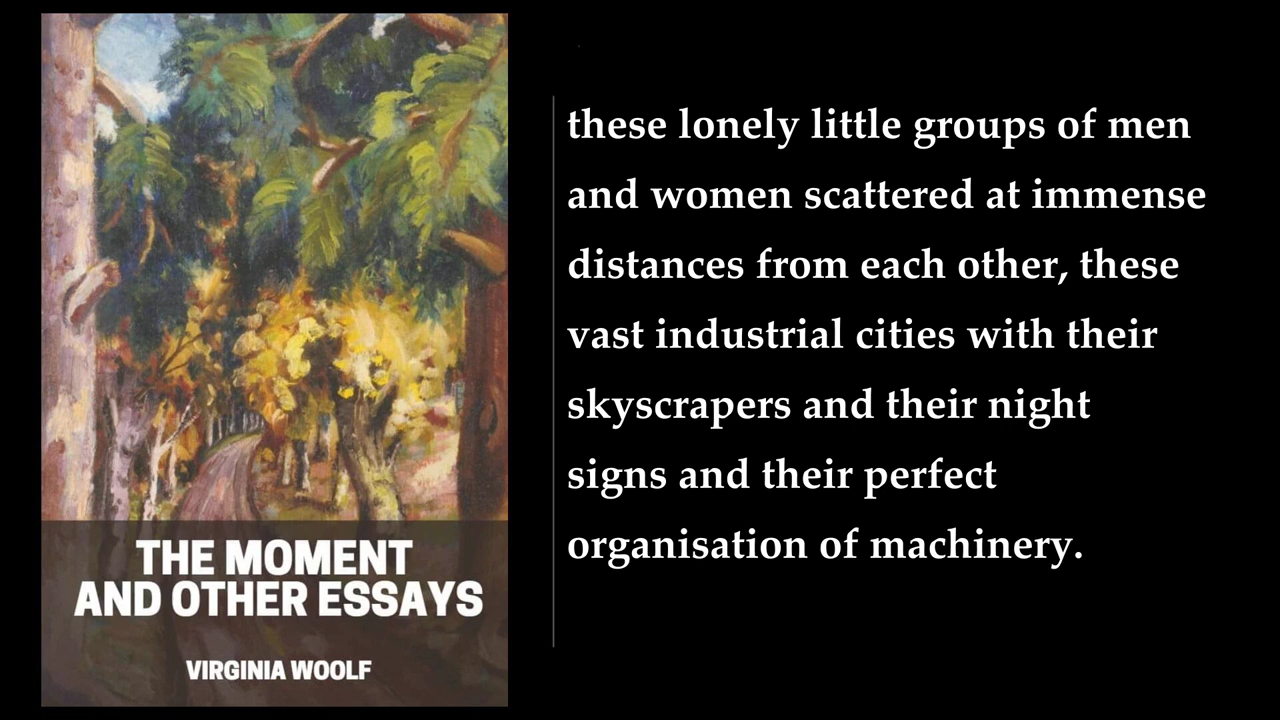 THE MOMENT
AND OTHER ESSAYS
VIRGINIA WOOLF
these lonely little groups of men
and women scattered at immense
distances from each other, these
vast industrial cities with their
skyscrapers and their night
signs and their perfect
organisation of machinery.